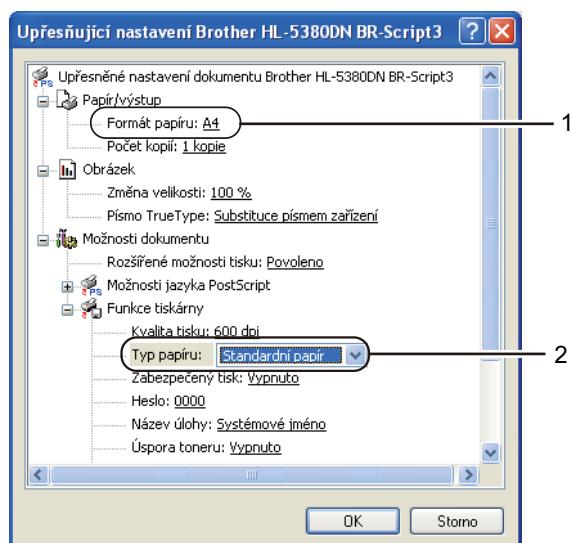 Upřesňující nastavení Brother HL-5380DN BR-Script3
Upřesněné nastavení dokumentu Brother HL-5380DN BR-Script3
Papír/výstup
Formát papíru: A4
1
Počet kopií: 1 kopie
Obrázek
Změna velikosti: 100 %
Písmo TrueType: Substituce písmem zařízení
Možnosti dokumentu
Rozšířené možnosti tisku: Povoleno
Možnosti jazyka PostScript
Funkce tiskárny
Kvalita tisku: 600 dpi
Typ papíru: Standardní papír
2
Zabezpečený tisk: Vypnuto
Heslo: 0000
Název úlohy: Systémové jméno
Úspora toneru: Vypnuto
OK Storno